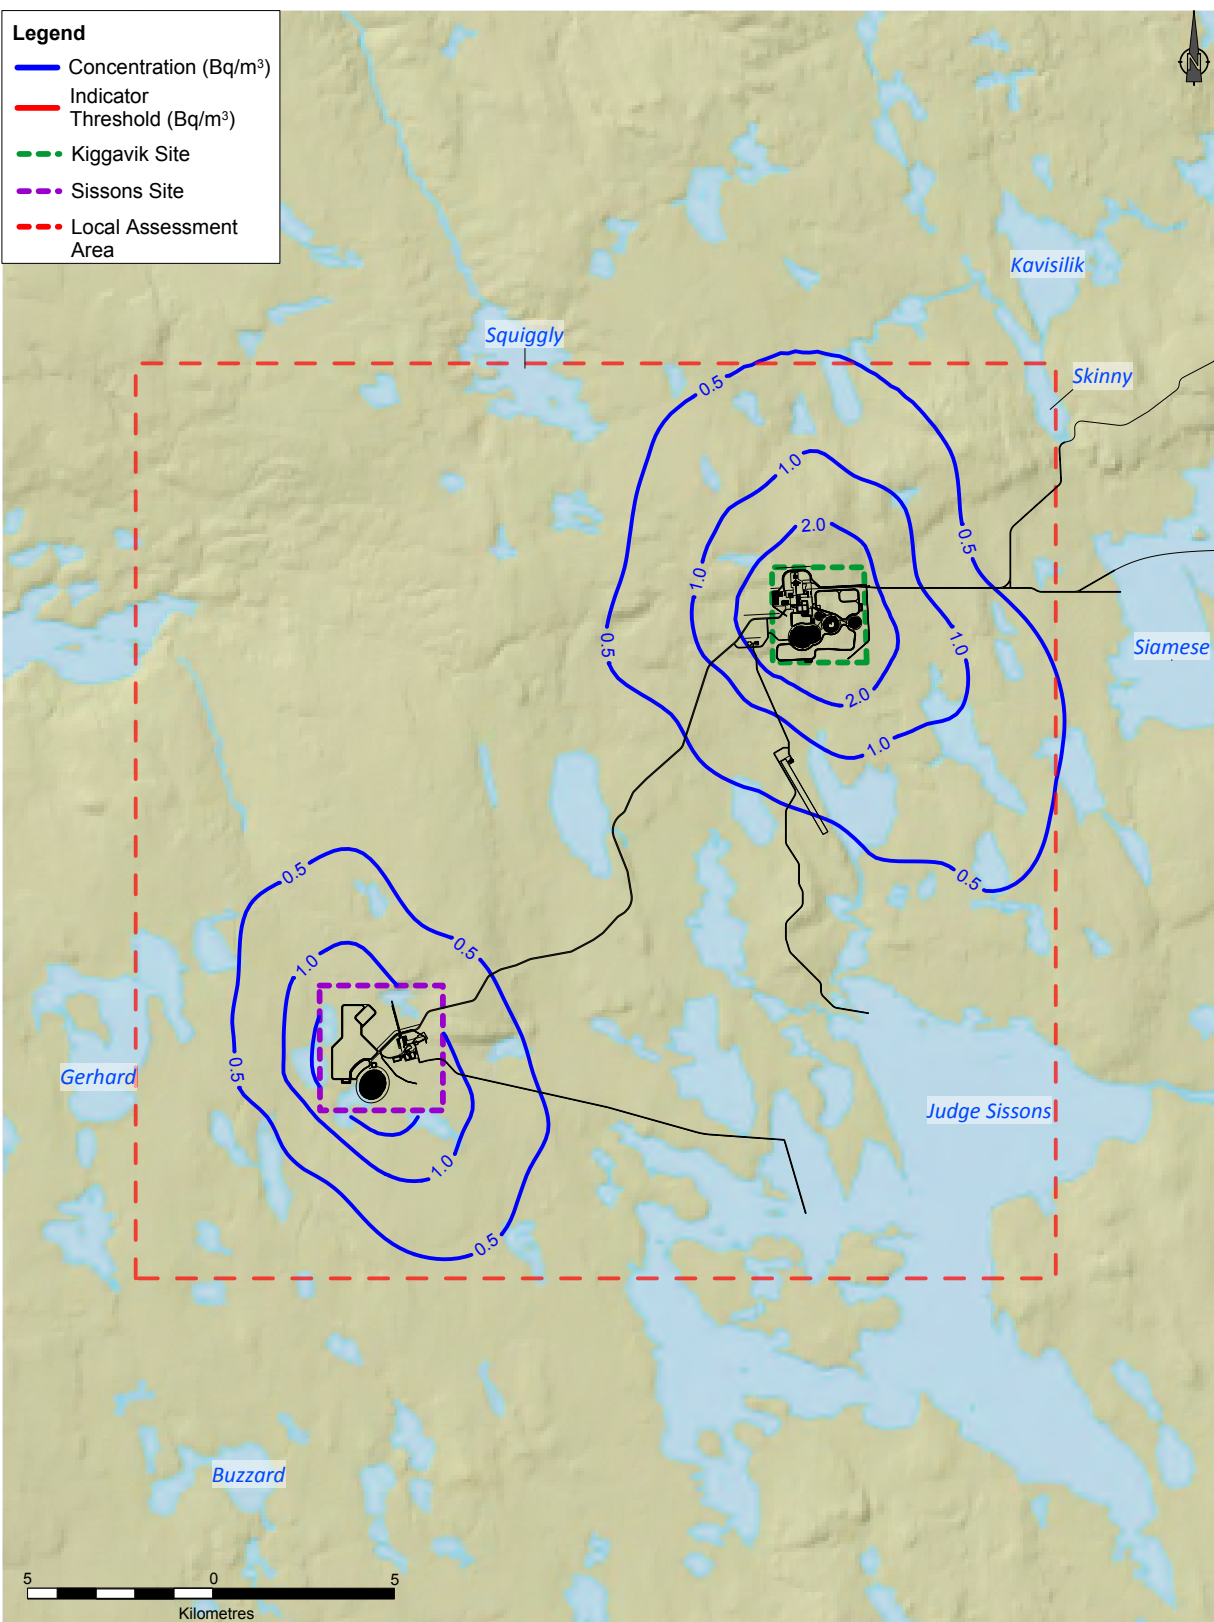 Legend
Concentration (Bq/m³)
Indicator
Threshold (Bq/m³)
Kiggavik Site
Sissons Site
Local Assessment
Area
N
Kavisilik
Squiggly
Skinny
0.5
1.0
2.0
0.5
1.0
0.5
1.0
Siamese
2.0
1.0
0.5
0.5
0.5
1.0
0.5
Gerhard
Judge Sissons
1.0
0.5
Buzzard
5 0 5
Kilometres